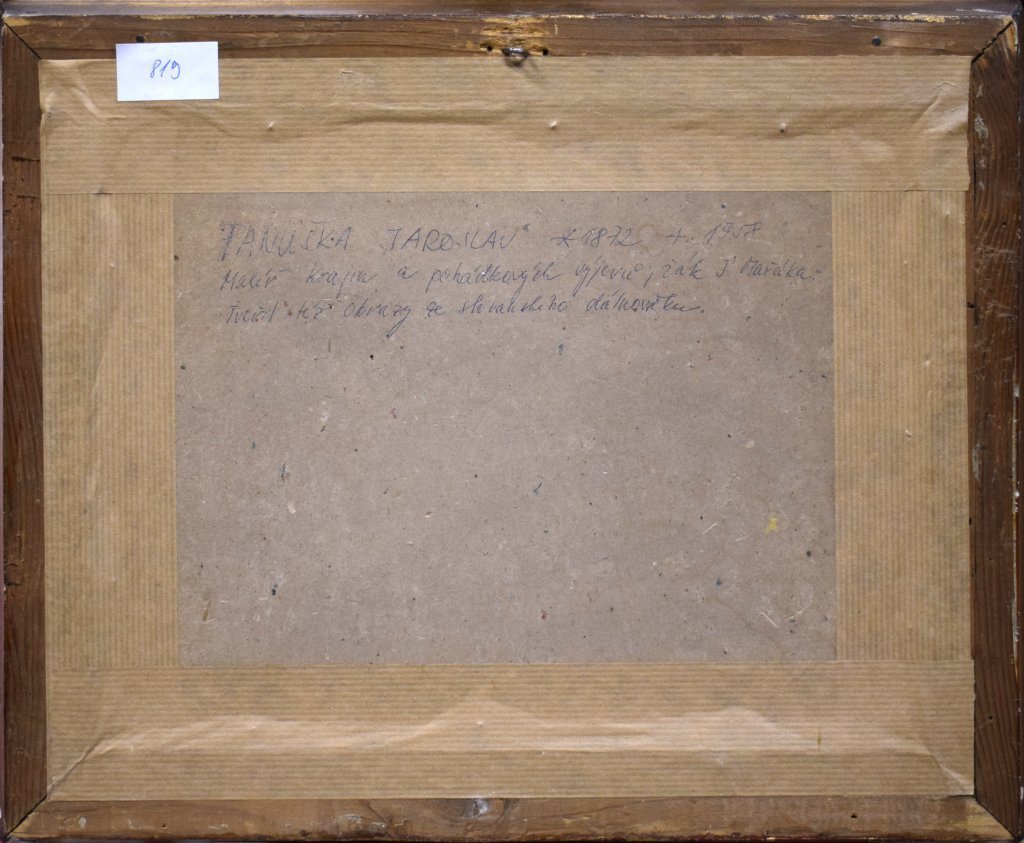 819
PANUŠKA JAROSLAV *1872 + 1958
Malíř krajin a pohádkových výjevů, žák J. Mařáka.
Tvořil též obrazy ze slovanského dávnověku.